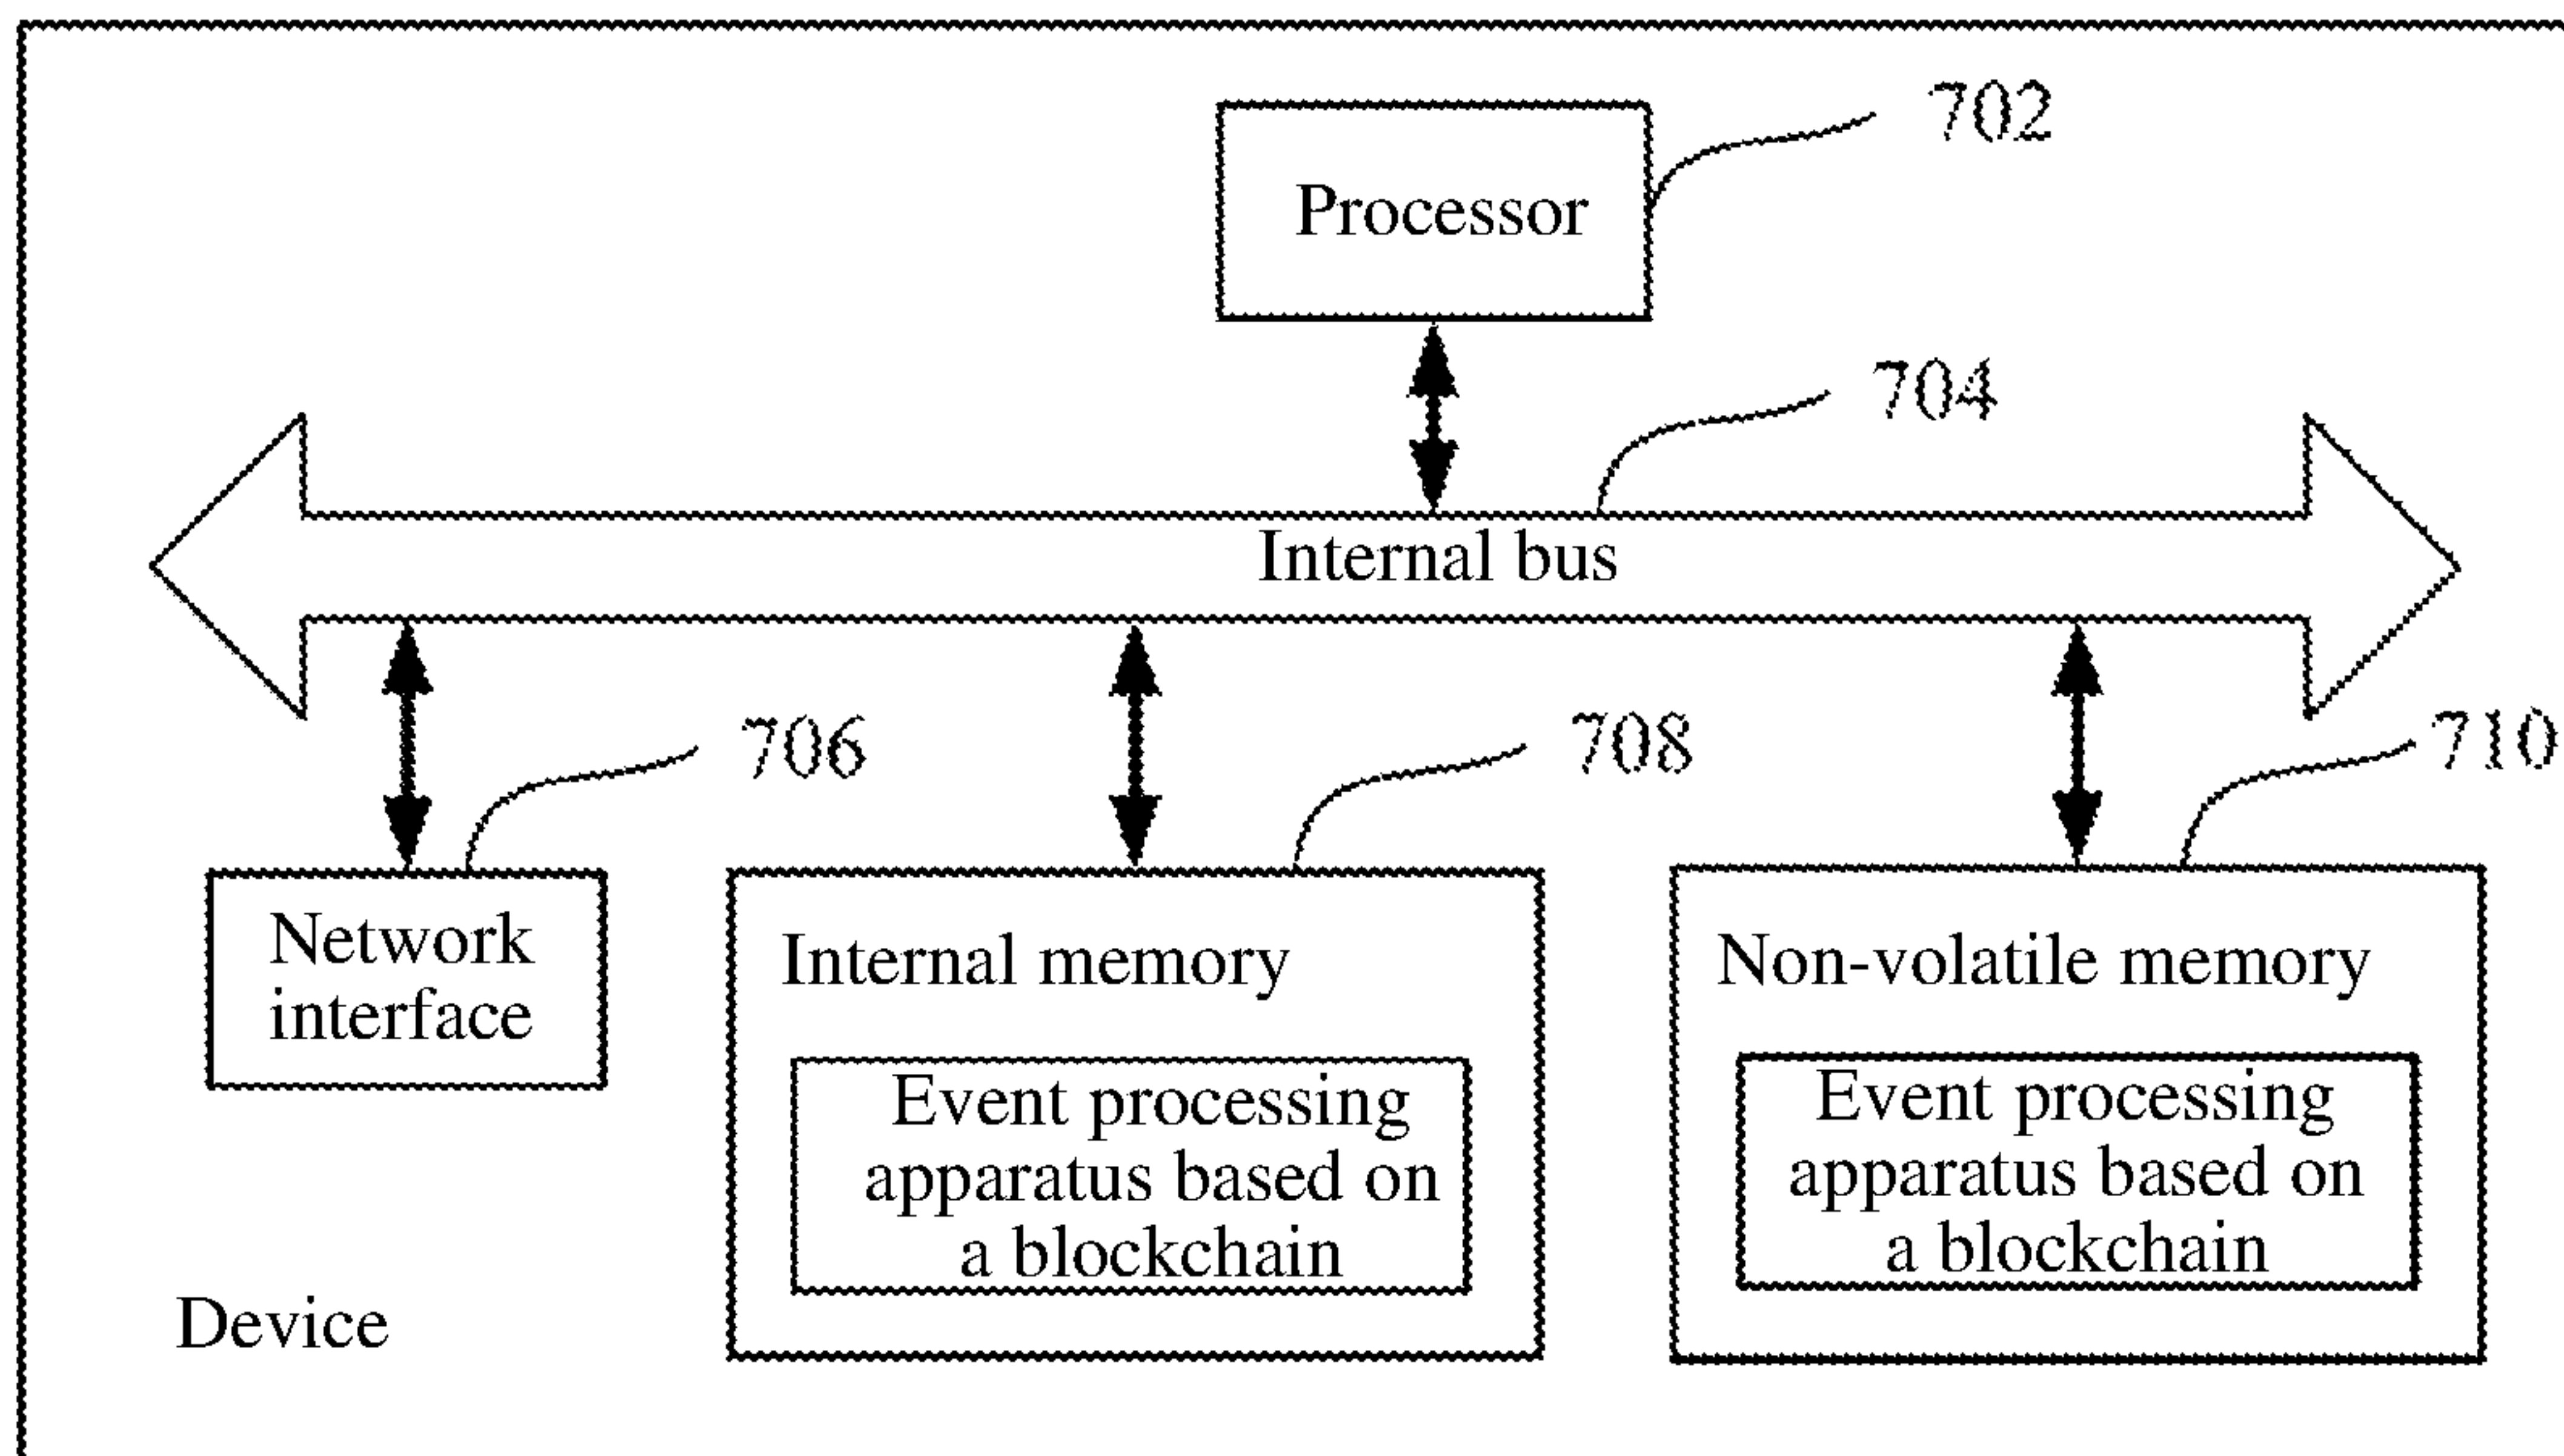 702
Processor
704
Internal bus
706
708
710
Network
interface
Internal memory
Event processing
apparatus based on
a blockchain
Non-volatile memory
Event processing
apparatus based on
a blockchain
Device